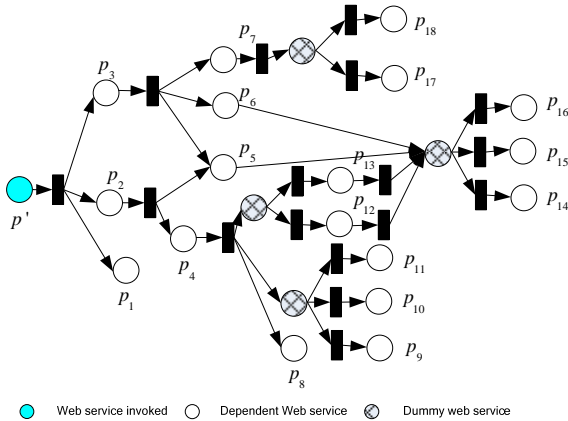 p18
p7
p3
p17
p6
p16
p5
p13
p15
p2
p12
p14
p'
p4
p11
p1
p10
p9
p8
Web service invoked
Dependent Web service
Dummy web service